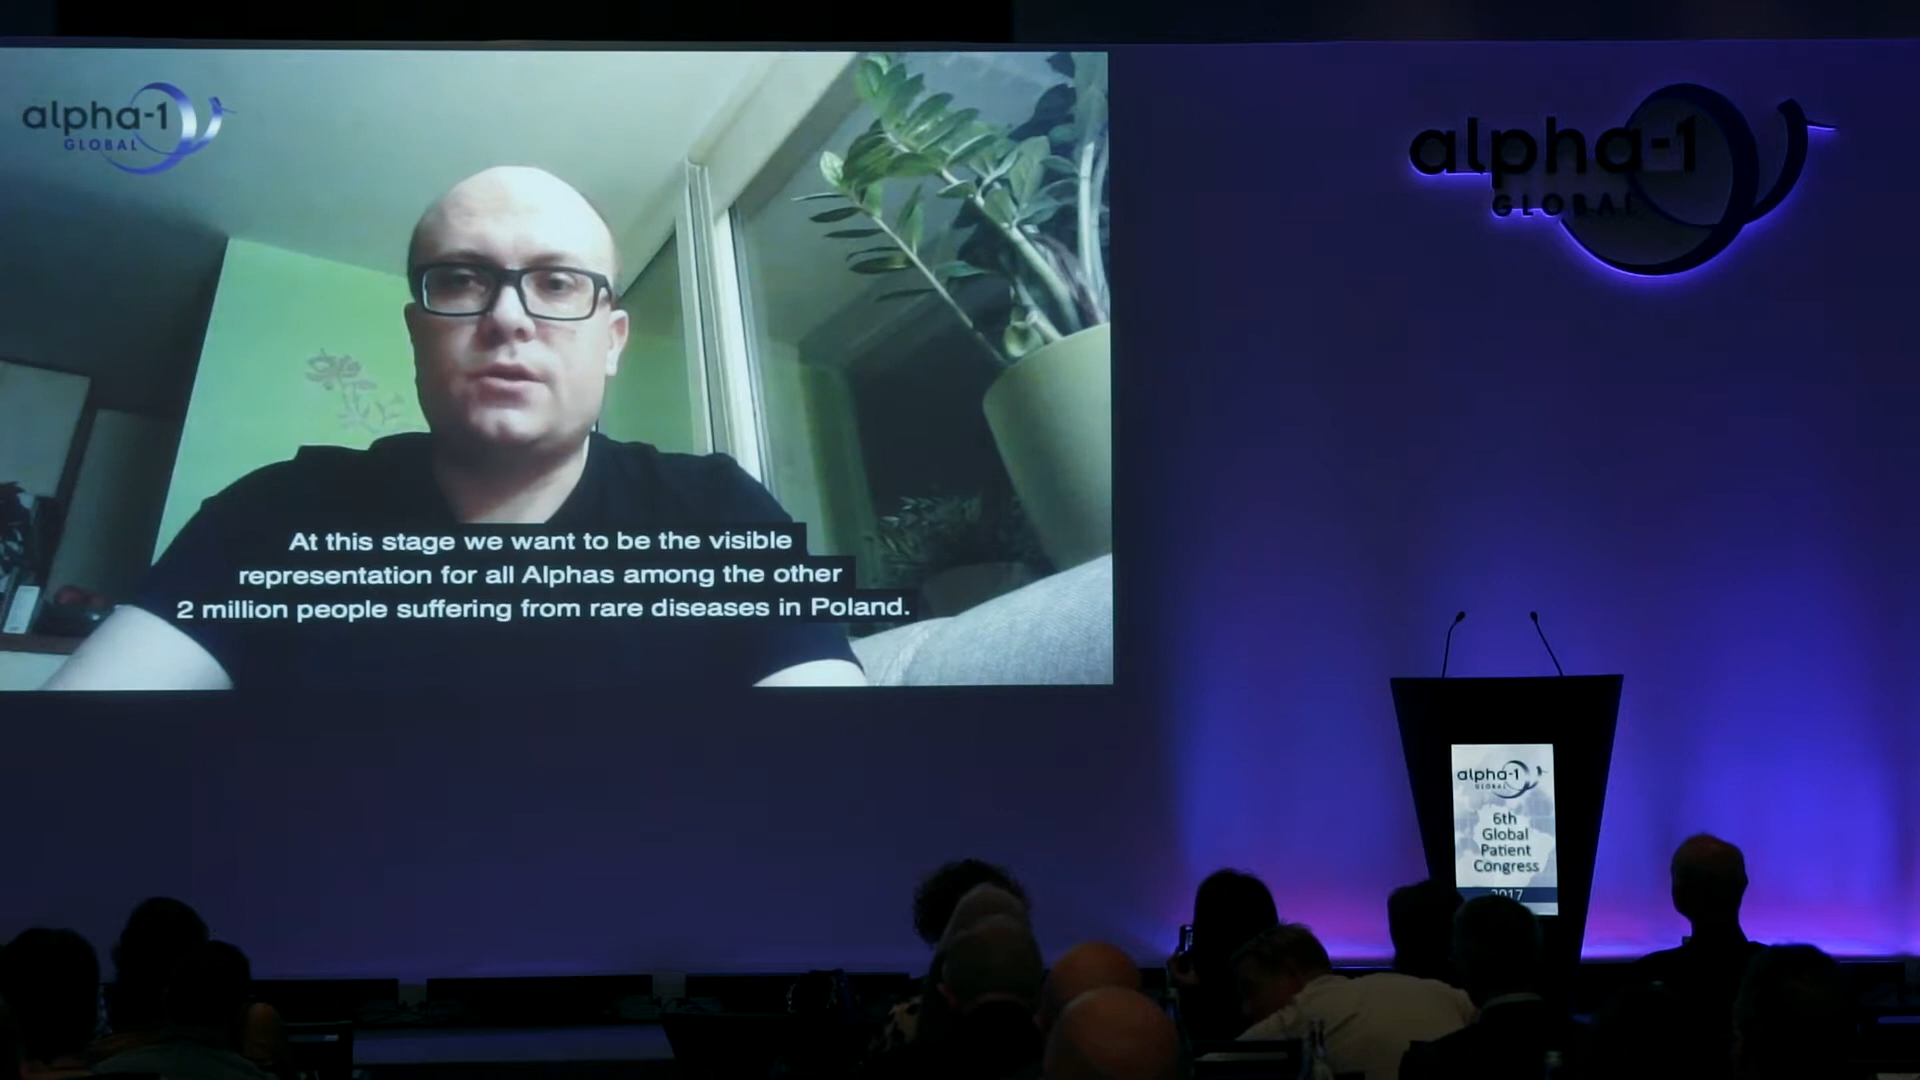 alpha-1
GLOBAL
At this stage we want to be the visible
representation for all Alphas among the other
2 million people suffering from rare diseases in Poland.
alpha-1
GLOBAL
alpha-1
GLOBAL
6th
Global
Patient
Congress
2017